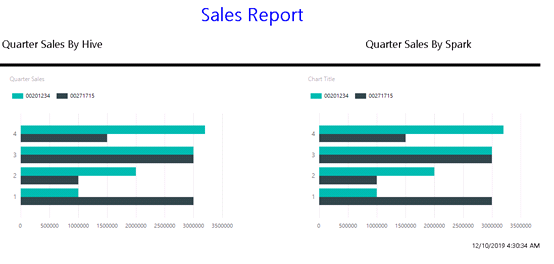 Sales Report
Quarter Sales By Hive
Quarter Sales By Spark
Quarter Sales
00201234 00271715
4
3
2
1
0 500000 1000000 1500000 2000000 2500000 3000000 3500000
Chart Title
00201234 00271715
4
3
2
1
0 500000 1000000 1500000 2000000 2500000 3000000 3500000
12/10/2019 4:30:34 AM